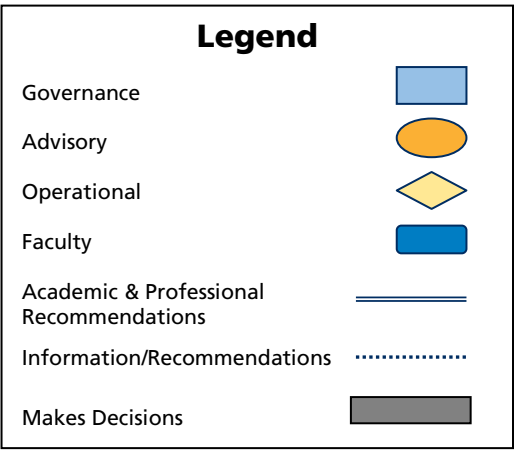 Legend
Governance
Advisory
Operational
Faculty
Academic & Professional
Recommendations
Information/Recommendations
Makes Decisions